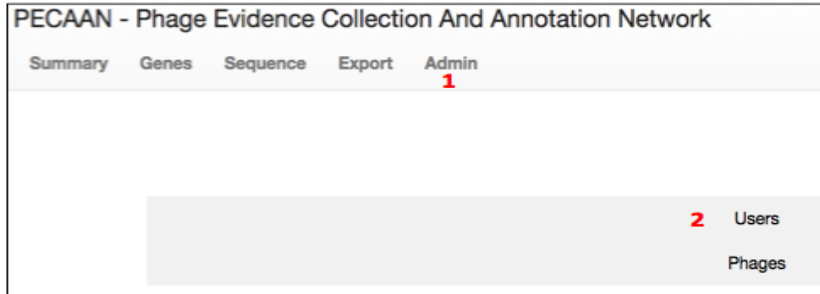 PECAAN - Phage Evidence Collection And Annotation Network
Summary Genes Sequence Export Admin
1
2 Users
Phages